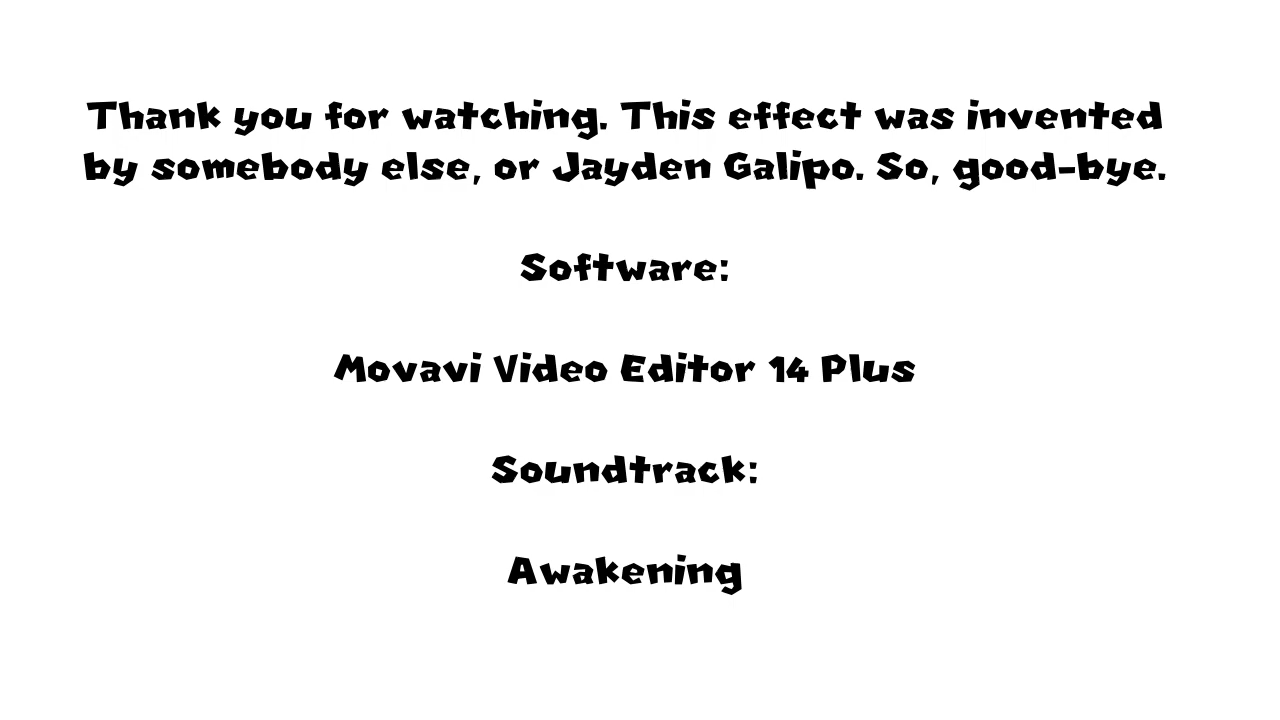 Thank you for watching. This effect was invented
by somebody else, or Jayden Galipo. So, good-bye.
Software:
Movavi Video Editor 14 Plus
Soundtrack:
Awakening